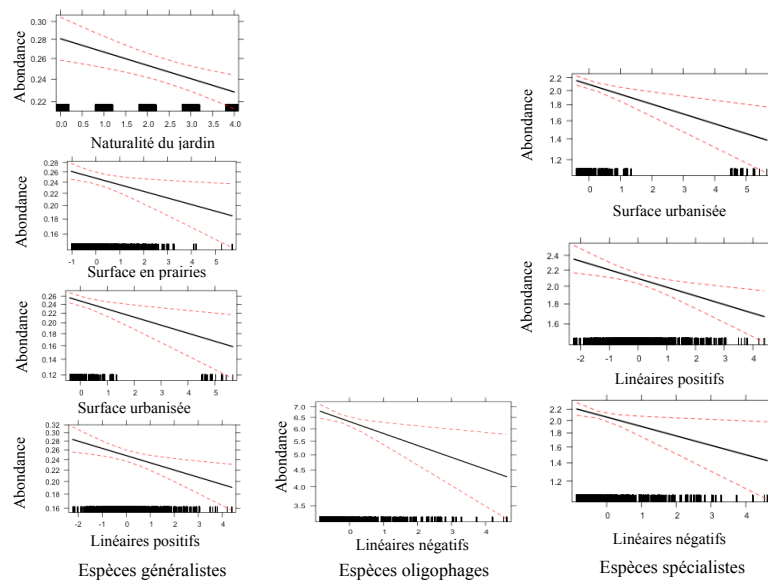 Abondance
0.30
0.28
0.26
0.24
0.22
0.0 0.5 1.0 1.5 2.0 2.5 3.0 3.5 4.0
Naturalité du jardin
Abondance
0.28
0.26
0.24
0.22
0.20
0.18
0.16
-1 0 1 2 3 4 5
Surface en prairies
Abondance
0.26
0.24
0.22
0.20
0.18
0.16
0.14
0.12
0 1 2 3 4 5
Surface urbanisée
Abondance
0.32
0.28
0.26
0.24
0.22
0.20
0.18
0.16
-2 -1 0 1 2 3 4
Linéaires positifs
Espèces généralistes
Abondance
7.0
6.5
6.0
5.5
5.0
4.5
4.0
3.5
0 1 2 3 4
Linéaires négatifs
Espèces oligophages
Abondance
2.2
2.0
1.8
1.6
1.4
1.2
0 1 2 3 4 5
Surface urbanisée
Abondance
2.4
2.0
1.8
1.6
-2 -1 0 1 2 3 4
Linéaires positifs
Abondance
2.2
2.0
1.8
1.6
1.4
1.2
0 1 2 3 4
Linéaires négatifs
Espèces spécialistes